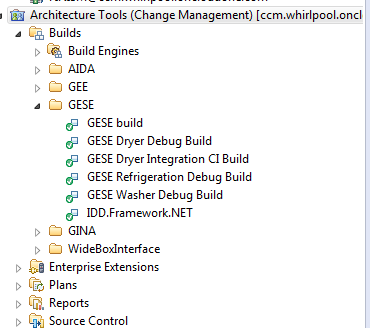 Architecture Tools (Change Management) [ccm.whirlpool.oncl
Builds
Build Engines
AIDA
GEE
GESE
GESE build
GESE Dryer Debug Build
GESE Dryer Integration CI Build
GESE Refrigeration Debug Build
GESE Washer Debug Build
IDD.Framework.NET
GINA
WideBoxInterface
Enterprise Extensions
Plans
Reports
Source Control